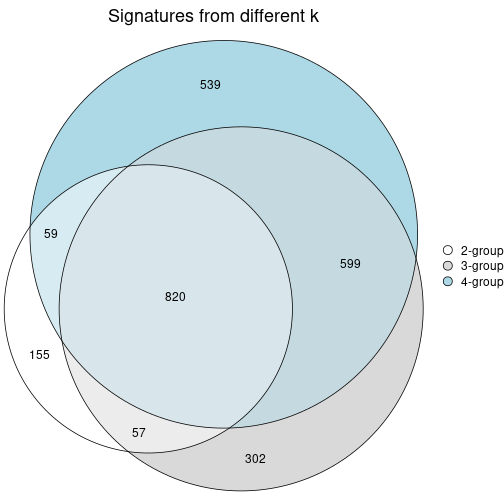 Signatures from different k
539
59
2-group
3-group
4-group
599
820
155
57
302